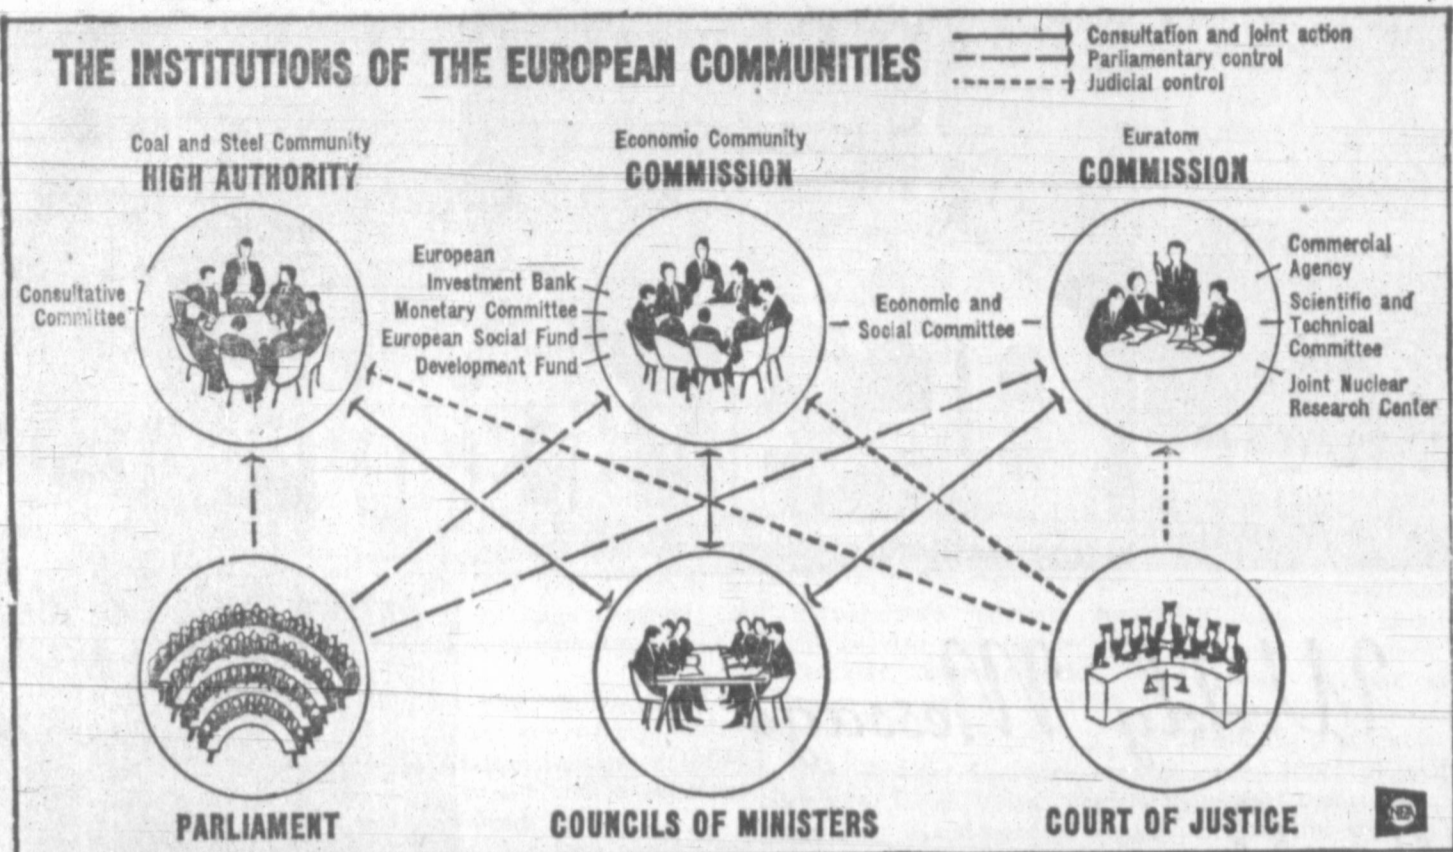 THE INSTITUTIONS OF THE EUROPEAN COMMUNITIES
Consultation and joint action
Parliamentary control
Judicial control
Coal and Steel Community
HIGH AUTHORITY
Economic Community
COMMISSION
Euratom
COMMISSION
Consultative
Committee
European
Investment Bank
Monetary Committee
European Social Fund
Development Fund
Economic and
Social Committee
Commercial
Agency
Scientific and
Technical
Committee
Joint Nuclear
Research Center
PARLIAMENT
COUNCILS OF MINISTERS
COURT OF JUSTICE
NEA